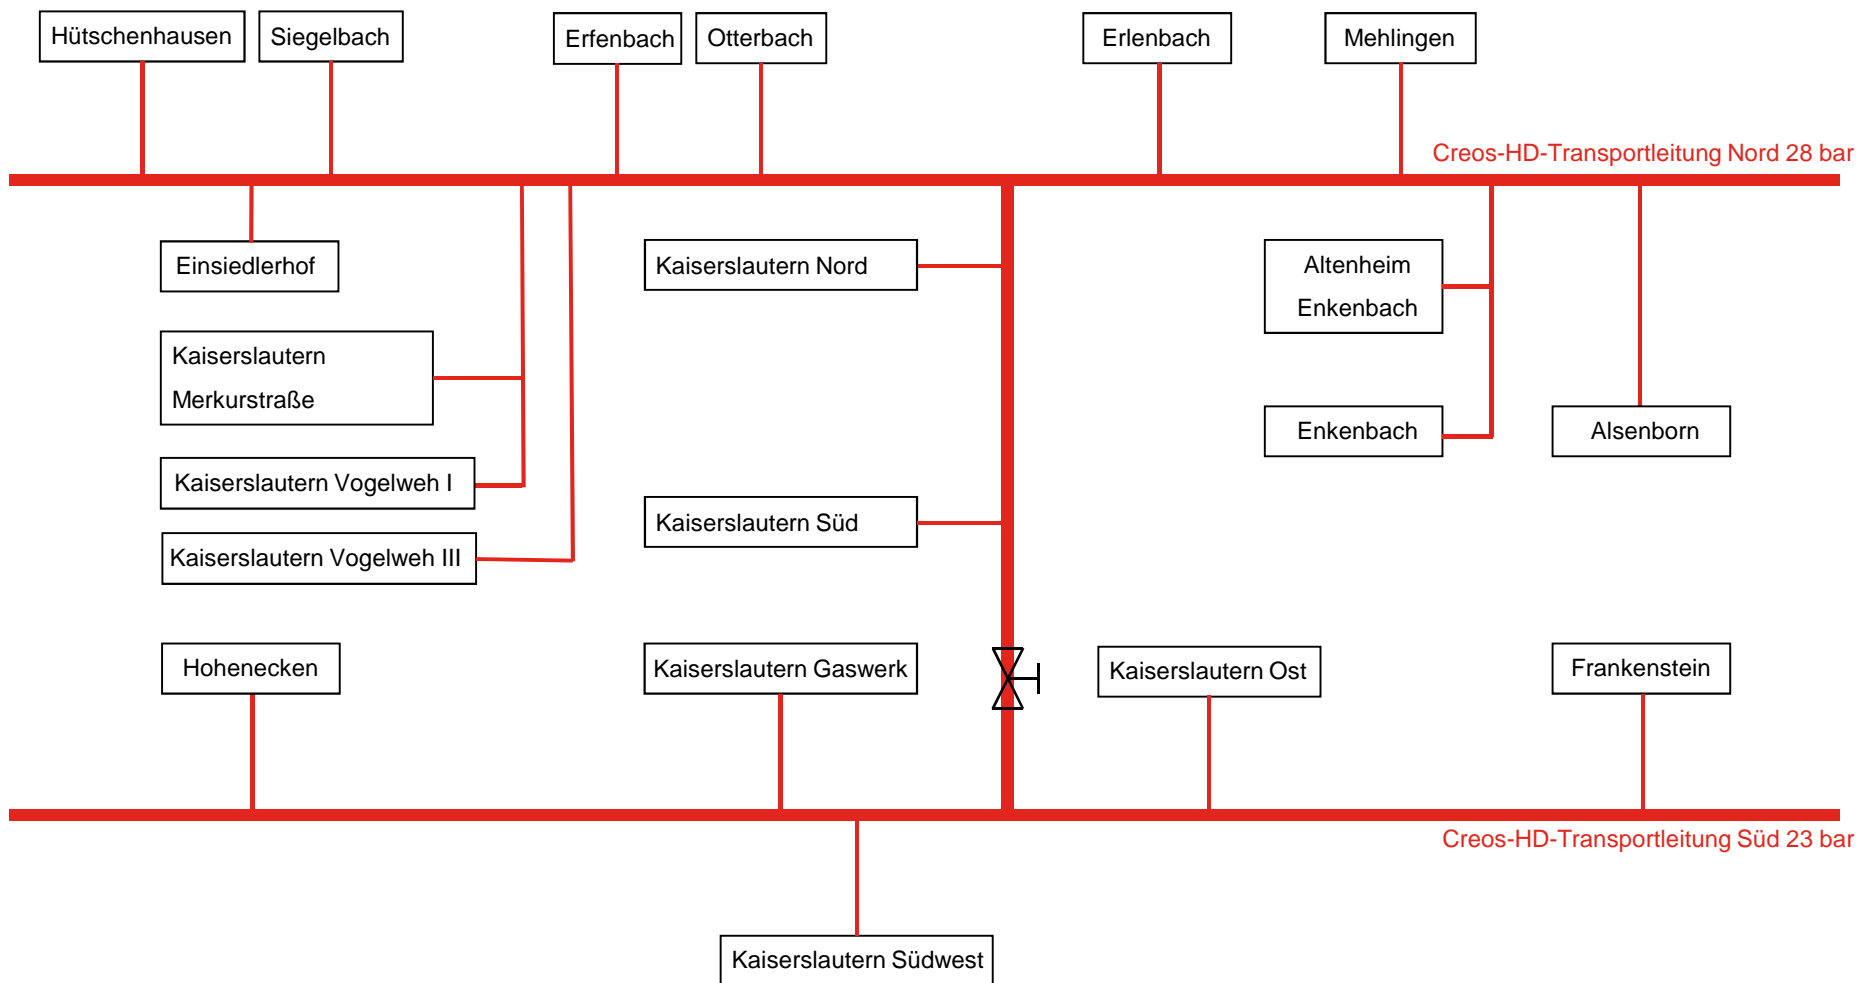 Hütschenhausen
Siegelbach
Erfenbach
Otterbach
Erlenbach
Mehlingen
Creos-HD-Transportleitung Nord 28 bar
Einsiedlerhof
Kaiserslautern Nord
Altenheim
Enkenbach
Kaiserslautern
Merkurstraße
Enkenbach
Alsenborn
Kaiserslautern Vogelweh I
Kaiserslautern Süd
Kaiserslautern Vogelweh III
Hohenecken
Kaiserslautern Gaswerk
Kaiserslautern Ost
Frankenstein
Creos-HD-Transportleitung Süd 23 bar
Kaiserslautern Südwest